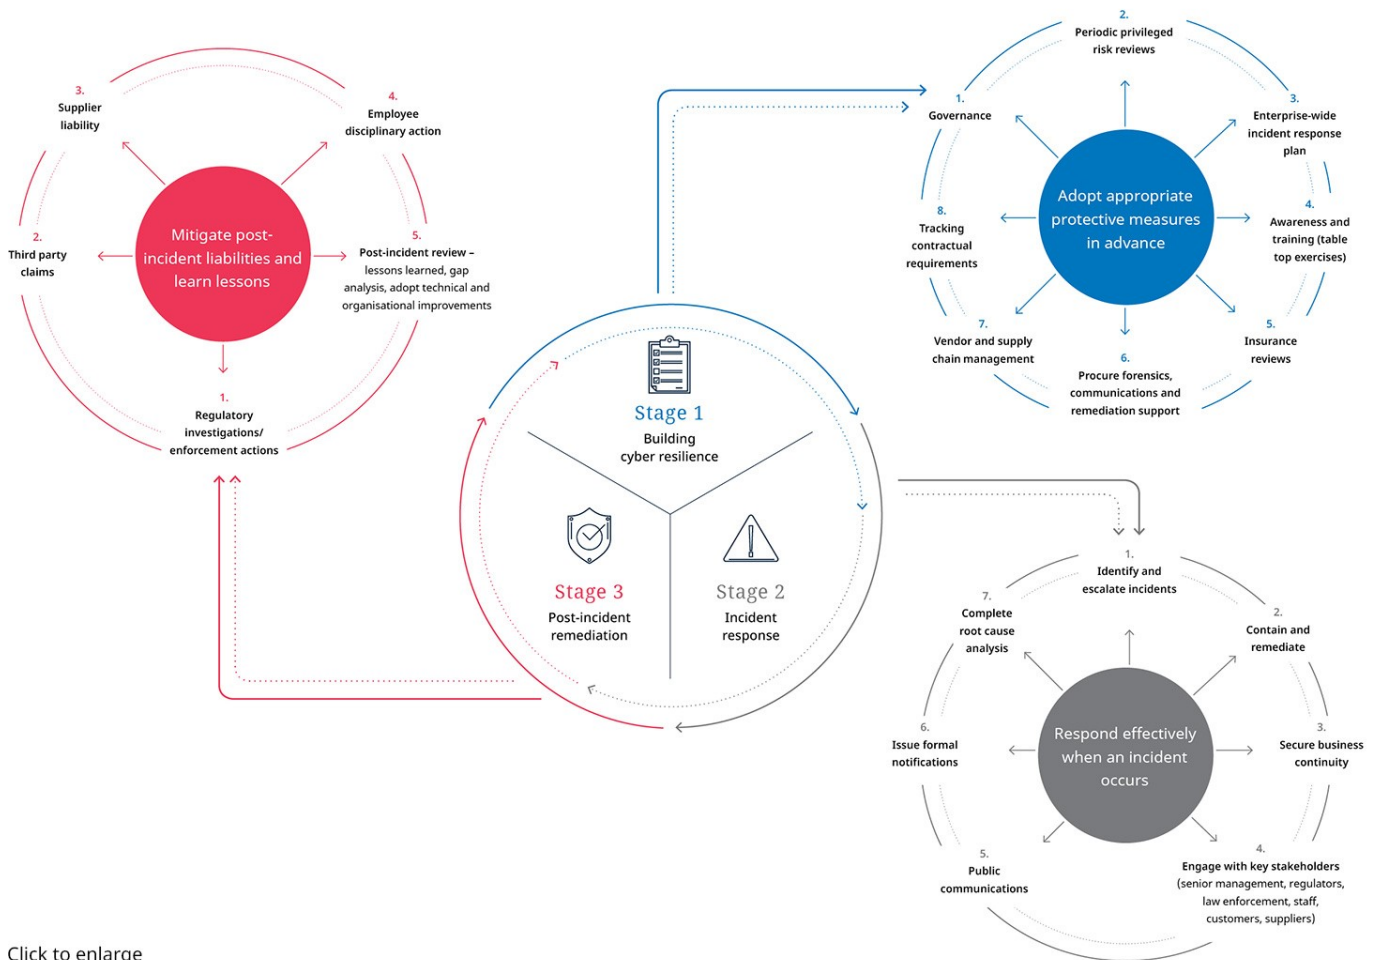 3.
Supplier
liability
4.
Employee
disciplinary action
2.
Third party
claims
Mitigate post-
incident liabilities and
learn lessons
5.
Post-incident review –
lessons learned, gap
analysis, adopt technical and
organisational improvements
1.
Regulatory
investigations/
enforcement actions
Stage 1
Building
cyber resilience
Stage 3
Post-incident
remediation
Stage 2
Incident
response
2.
Periodic privileged
risk reviews
1.
Governance
3.
Enterprise-wide
incident response
plan
Adopt appropriate
protective measures
in advance
8.
Tracking
contractual
requirements
4.
Awareness and
training (table
top exercises)
7.
Vendor and supply
chain management
5.
Insurance
reviews
6.
Procure forensics,
communications and
remediation support
1.
Identify and
escalate incidents
7.
Complete
root cause
analysis
2.
Contain and
remediate
6.
Issue formal
notifications
Respond effectively
when an incident
occurs
3.
Secure business
continuity
5.
Public
communications
4.
Engage with key stakeholders
(senior management, regulators,
law enforcement, staff,
customers, suppliers)
Click to enlarge